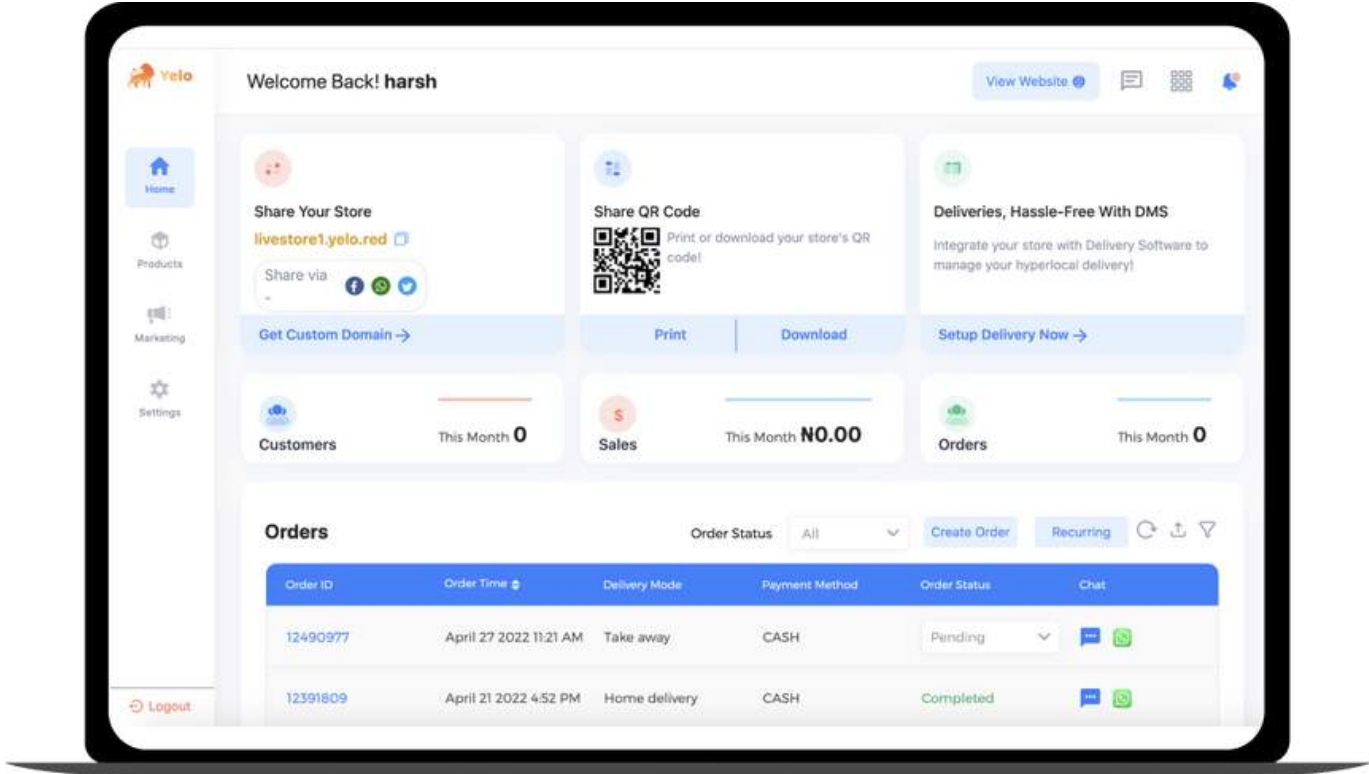 Yelo
Welcome Back! harsh
View Website
Home
Products
Marketing
Settings
Logout
Share Your Store
livestore1.yelo.red
Share via
-
Get Custom Domain →
Share QR Code
Print or download your store's QR
code!
Print
Download
Deliveries, Hassle-Free With DMS
Integrate your store with Delivery Software to
manage your hyperlocal delivery!
Setup Delivery Now →
Customers
This Month 0
$
Sales
This Month ₦0.00
Orders
This Month 0
Orders
Order Status All
Create Order
Recurring
Order ID Order Time Delivery Mode Payment Method Order Status Chat
12490977 April 27 2022 11:21 AM Take away CASH Pending
12391809 April 21 2022 4:52 PM Home delivery CASH Completed